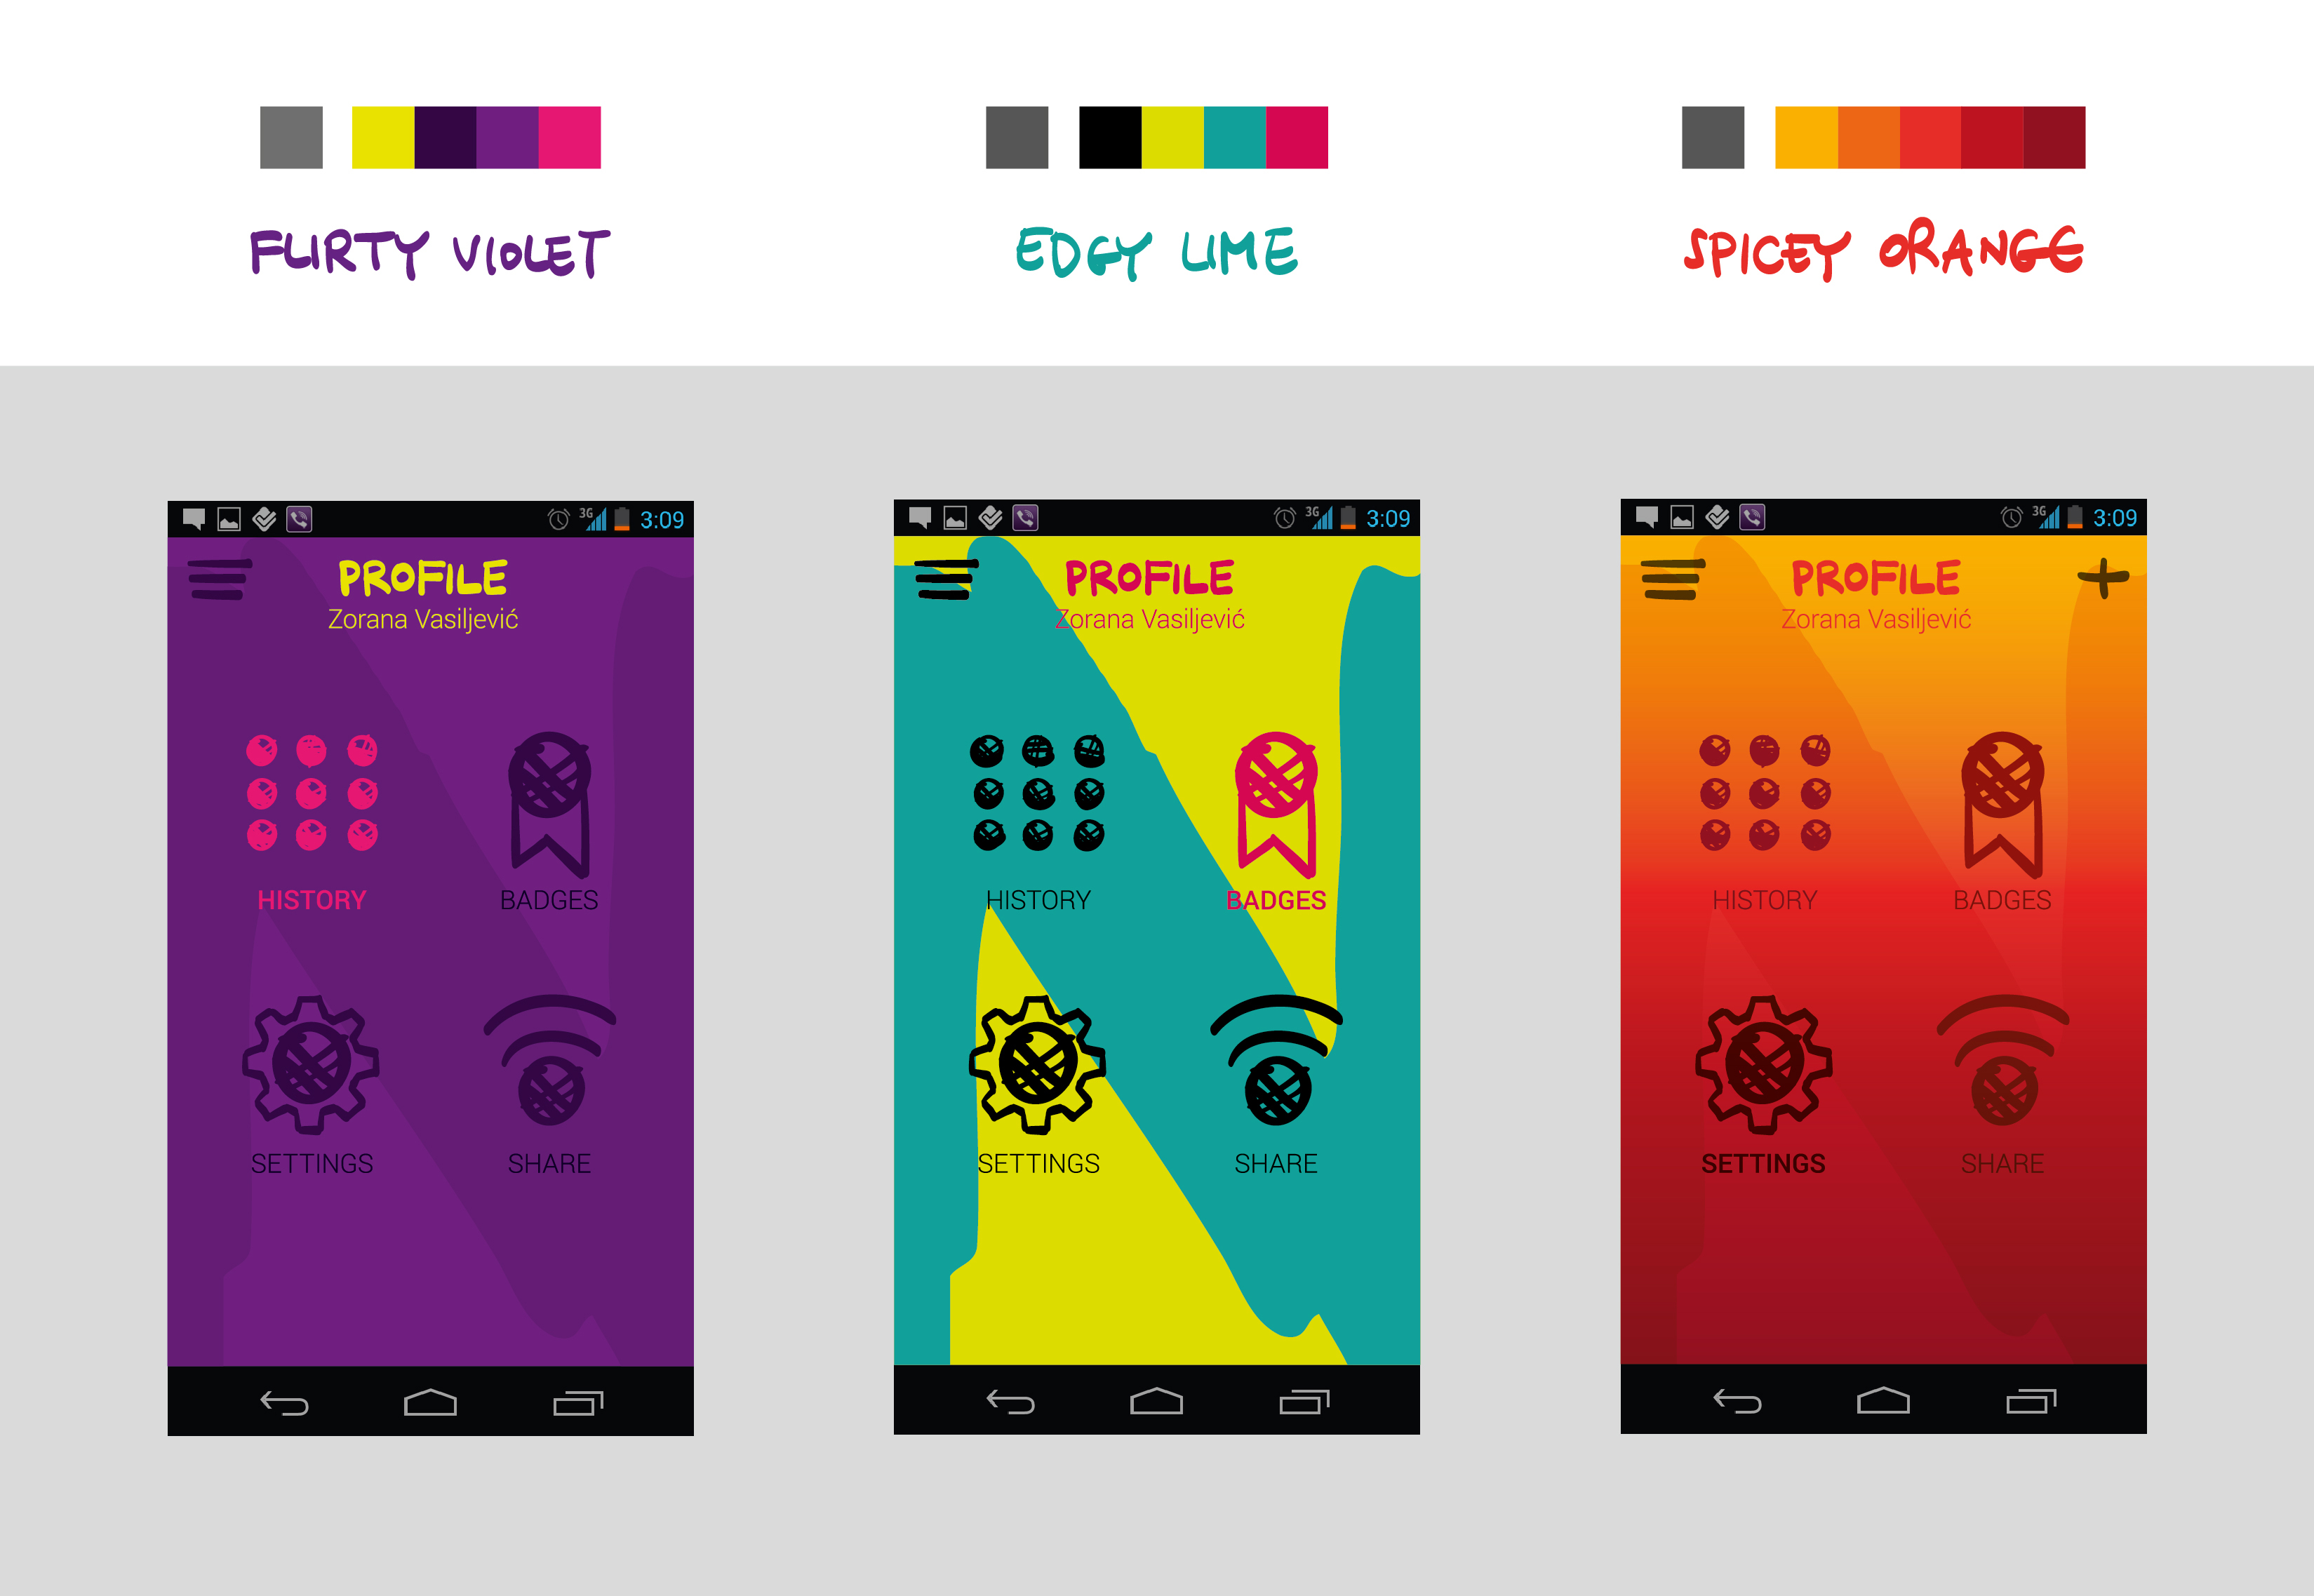 FLIRTY VIOLET
EDGY LIME
SPICEY ORANGE
3G 3:09
PROFILE
Zorana Vasiljević
HISTORY
BADGES
SETTINGS
SHARE
3G 3:09
PROFILE
Zorana Vasiljević
HISTORY
BADGES
SETTINGS
SHARE
3G 3:09
PROFILE
Zorana Vasiljević
HISTORY
BADGES
SETTINGS
SHARE